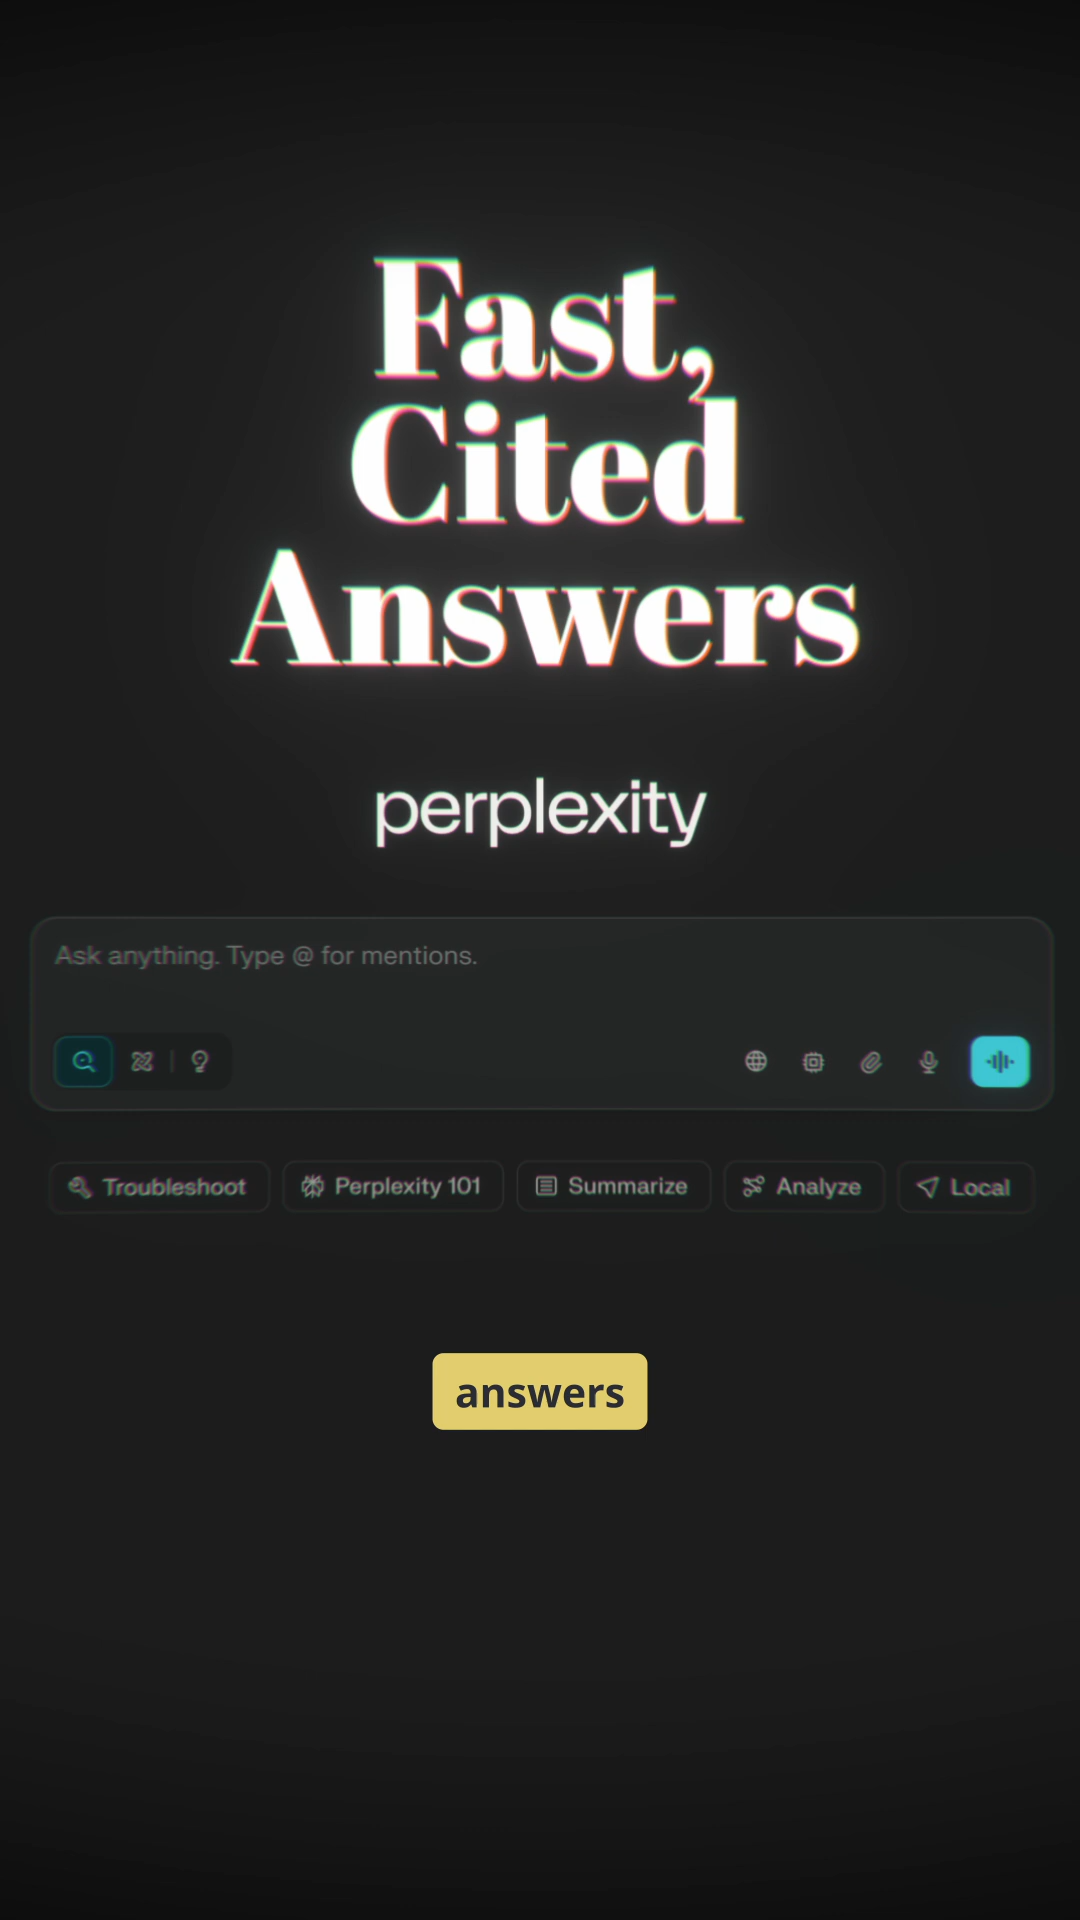 Fast,
Cited
Answers
perplexity
Ask anything. Type @ for mentions.
Troubleshoot
Perplexity 101
Summarize
Analyze
Local
answers